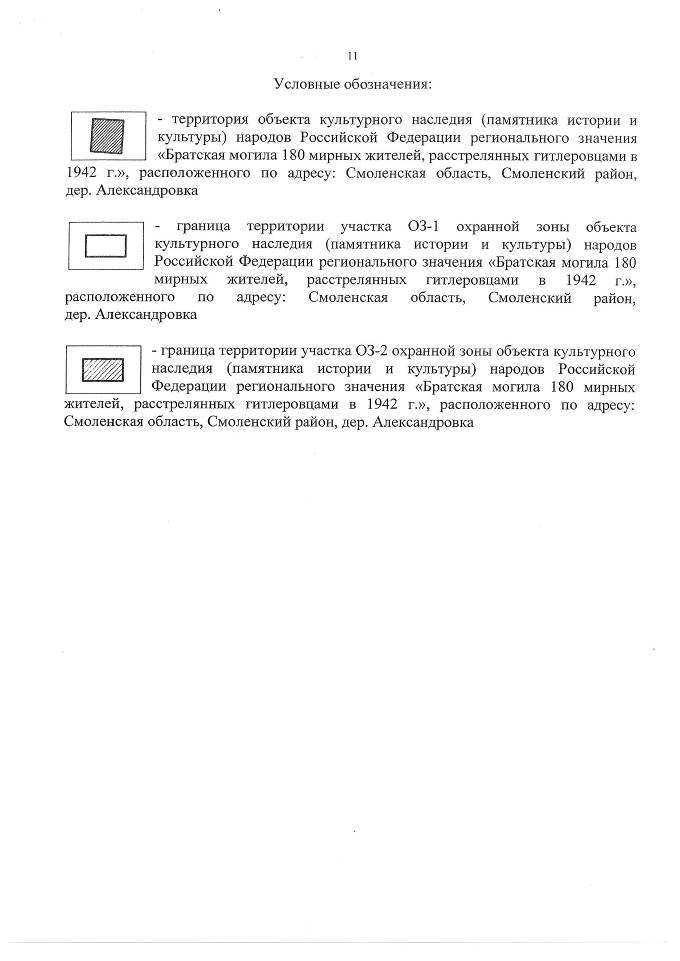 11
Условные обозначения:
- территория объекта культурного наследия (памятника истории и
культуры) народов Российской Федерации регионального значения
«Братская могила 180 мирных жителей, расстрелянных гитлеровцами в
1942 г.», расположенного по адресу: Смоленская область, Смоленский район,
дер. Александровка
- граница территории участка ОЗ-1 охранной зоны объекта
культурного наследия (памятника истории и культуры) народов
Российской Федерации регионального значения «Братская могила 180
мирных жителей, расстрелянных гитлеровцами в 1942 г.»,
расположенного по адресу: Смоленская область, Смоленский район,
дер. Александровка
- граница территории участка ОЗ-2 охранной зоны объекта культурного
наследия (памятника истории и культуры) народов Российской
Федерации регионального значения «Братская могила 180 мирных
жителей, расстрелянных гитлеровцами в 1942 г.», расположенного по адресу:
Смоленская область, Смоленский район, дер. Александровка